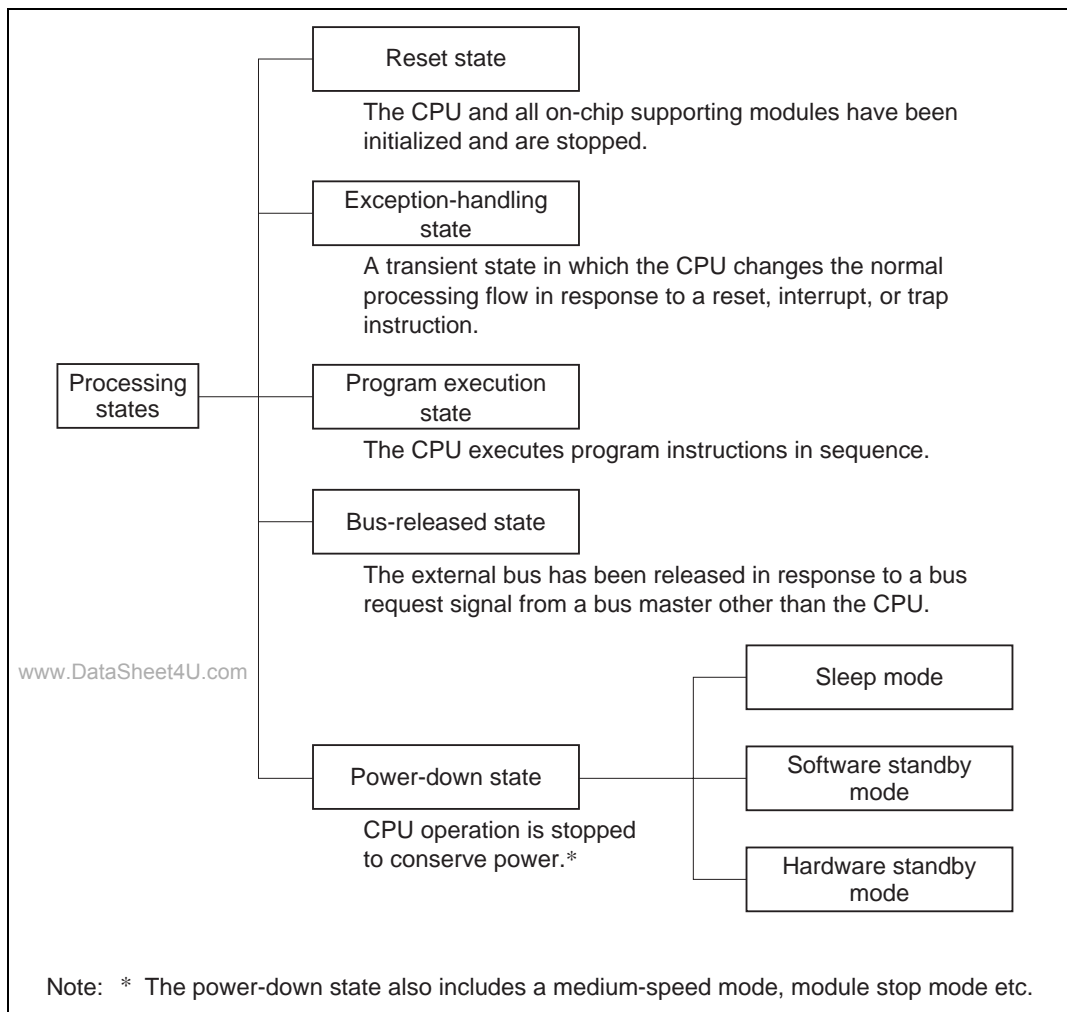 Reset state
The CPU and all on-chip supporting modules have been
initialized and are stopped.
Exception-handling
state
A transient state in which the CPU changes the normal
processing flow in response to a reset, interrupt, or trap
instruction.
Processing
states
Program execution
state
The CPU executes program instructions in sequence.
Bus-released state
The external bus has been released in response to a bus
request signal from a bus master other than the CPU.
www.DataSheet4U.com
Sleep mode
Power-down state
CPU operation is stopped
to conserve power.*
Software standby
mode
Hardware standby
mode
Note: * The power-down state also includes a medium-speed mode, module stop mode etc.